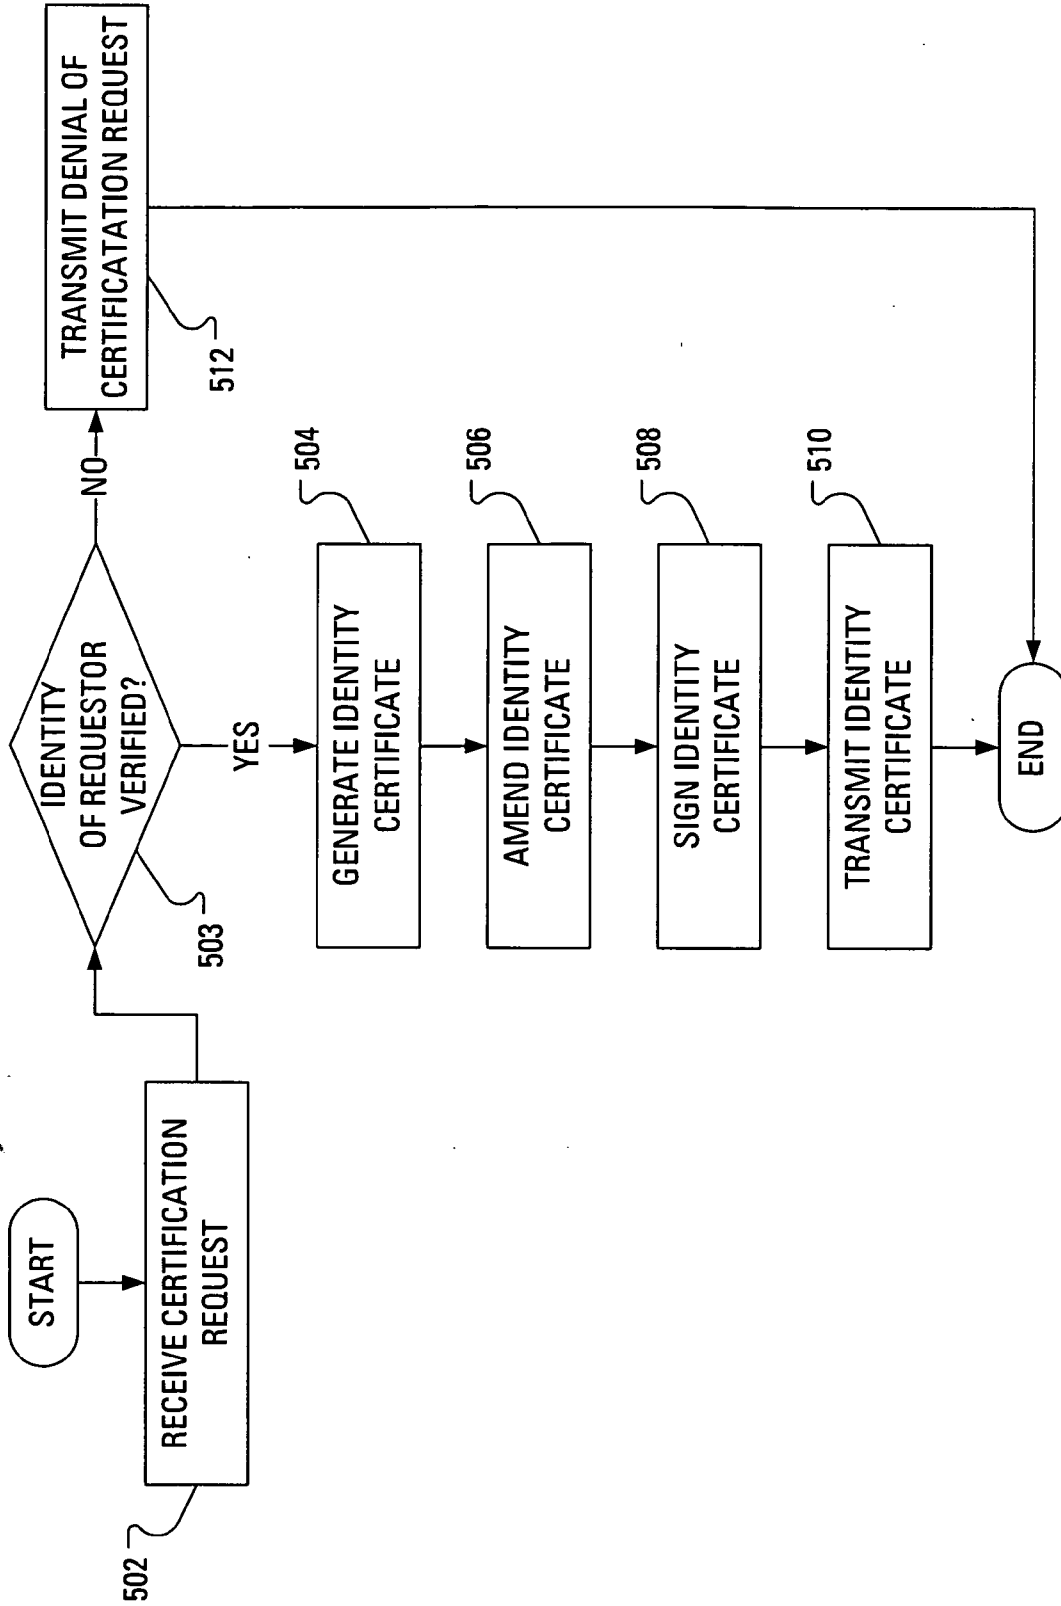 START
RECEIVE CERTIFICATION
REQUEST
502
IDENTITY
OF REQUESTOR
VERIFIED?
503
NO
TRANSMIT DENIAL OF
CERTIFICATATION REQUEST
512
YES
GENERATE IDENTITY
CERTIFICATE
504
AMEND IDENTITY
CERTIFICATE
506
SIGN IDENTITY
CERTIFICATE
508
TRANSMIT IDENTITY
CERTIFICATE
510
END